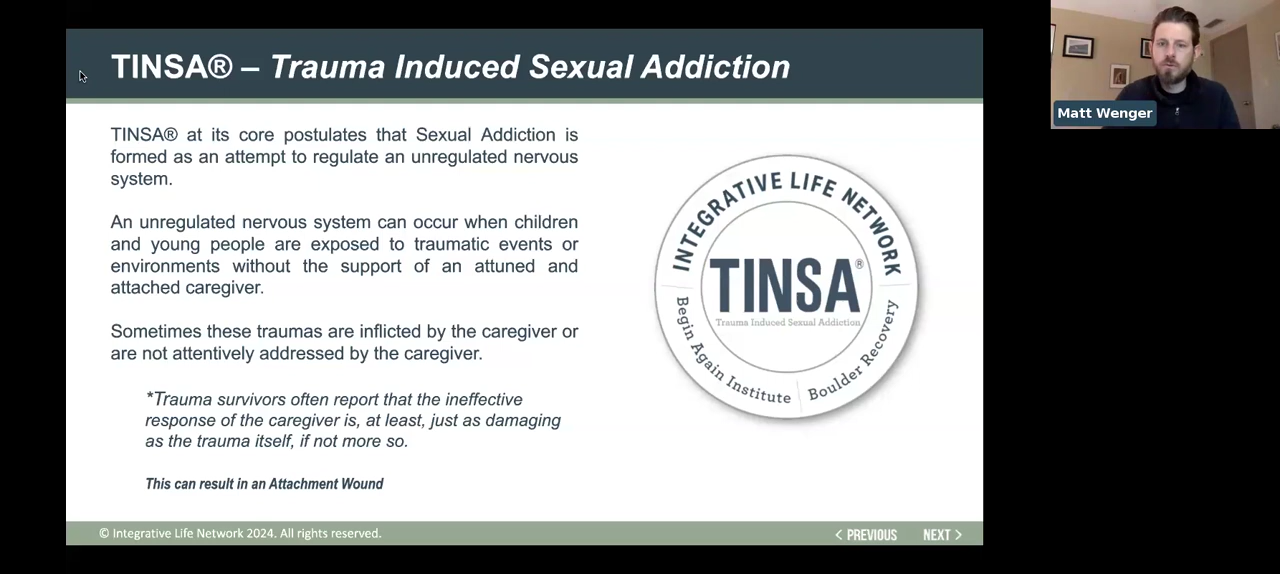 TINSA® – Trauma Induced Sexual Addiction
TINSA® at its core postulates that Sexual Addiction is
formed as an attempt to regulate an unregulated nervous
system.
An unregulated nervous system can occur when children
and young people are exposed to traumatic events or
environments without the support of an attuned and
attached caregiver.
Sometimes these traumas are inflicted by the caregiver or
are not attentively addressed by the caregiver.
*Trauma survivors often report that the ineffective
response of the caregiver is, at least, just as damaging
as the trauma itself, if not more so.
This can result in an Attachment Wound
INTEGRATIVE LIFE NETWORK
TINSA®
Trauma Induced Sexual Addiction
Begin Again Institute
Boulder Recovery
© Integrative Life Network 2024. All rights reserved.
< PREVIOUS
NEXT >
Matt Wenger